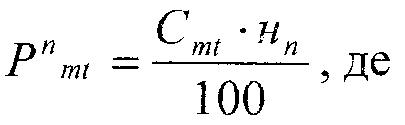 P^n_mt = (C_mt · н_n) / 100 , де